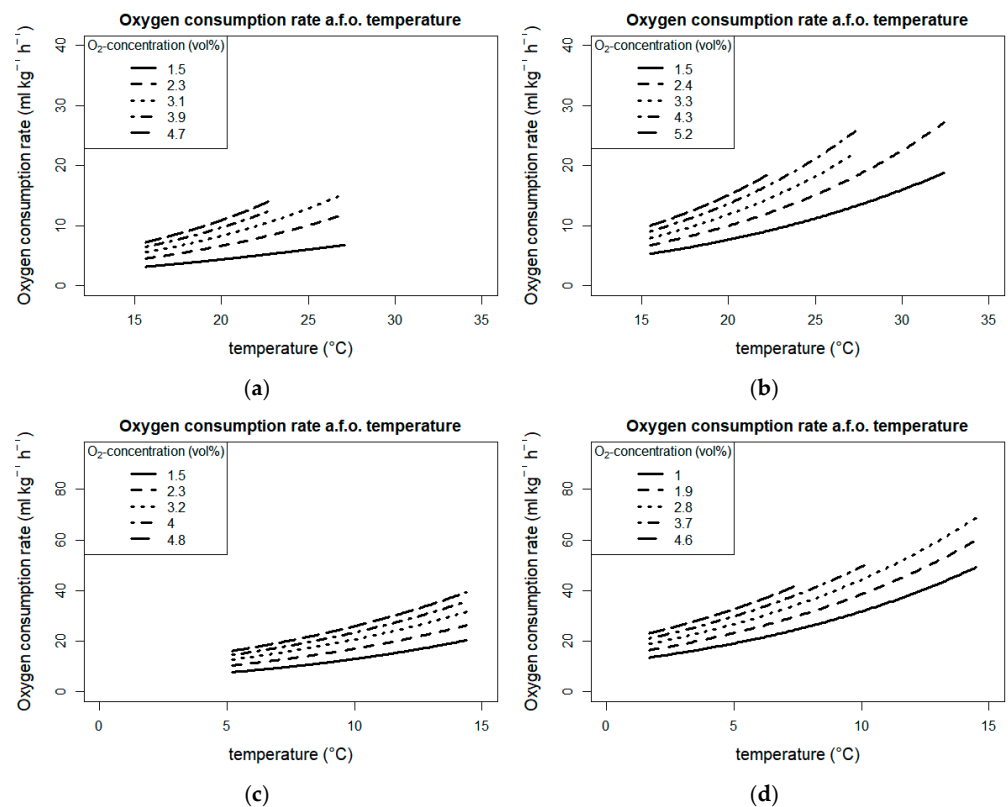 Oxygen consumption rate a.f.o. temperature
Oxygen consumption rate (ml kg⁻¹ h⁻¹)
O₂-concentration (vol%)
1.5
2.3
3.1
3.9
4.7
0 10 20 30 40
15 20 25 30 35
temperature (°C)
(a)
Oxygen consumption rate a.f.o. temperature
Oxygen consumption rate (ml kg⁻¹ h⁻¹)
O₂-concentration (vol%)
1.5
2.4
3.3
4.3
5.2
0 10 20 30 40
15 20 25 30 35
temperature (°C)
(b)
Oxygen consumption rate a.f.o. temperature
Oxygen consumption rate (ml kg⁻¹ h⁻¹)
O₂-concentration (vol%)
1.5
2.3
3.2
4
4.8
0 20 40 60 80
0 5 10 15
temperature (°C)
(c)
Oxygen consumption rate a.f.o. temperature
Oxygen consumption rate (ml kg⁻¹ h⁻¹)
O₂-concentration (vol%)
1
1.9
2.8
3.7
4.6
0 20 40 60 80
0 5 10 15
temperature (°C)
(d)